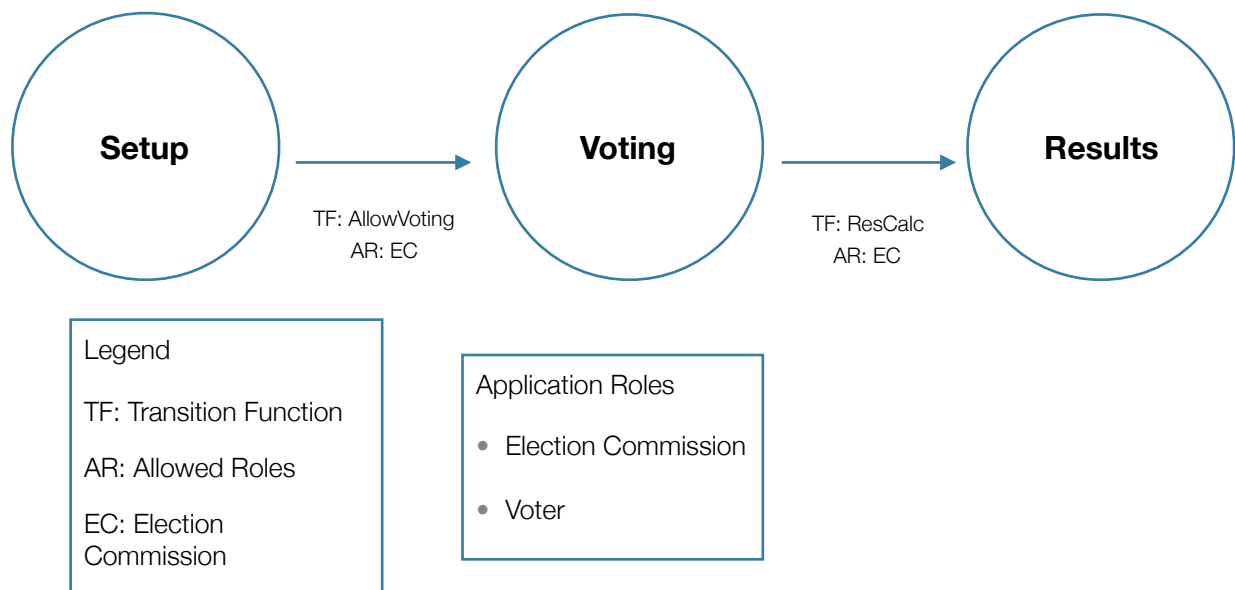 Setup
Voting
Results
TF: AllowVoting
AR: EC
TF: ResCalc
AR: EC
Legend
TF: Transition Function
AR: Allowed Roles
EC: Election
Commission
Application Roles
• Election Commission
• Voter